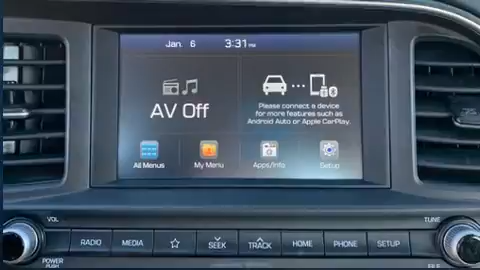 Jan. 6 3:31 PM
AV Off
Please connect a device
for more features such as
Android Auto or Apple CarPlay.
All Menus My Menu Apps/Info Setup
VOL TUNE
RADIO MEDIA SEEK TRACK HOME PHONE SETUP
POWER
PUSH
FILE